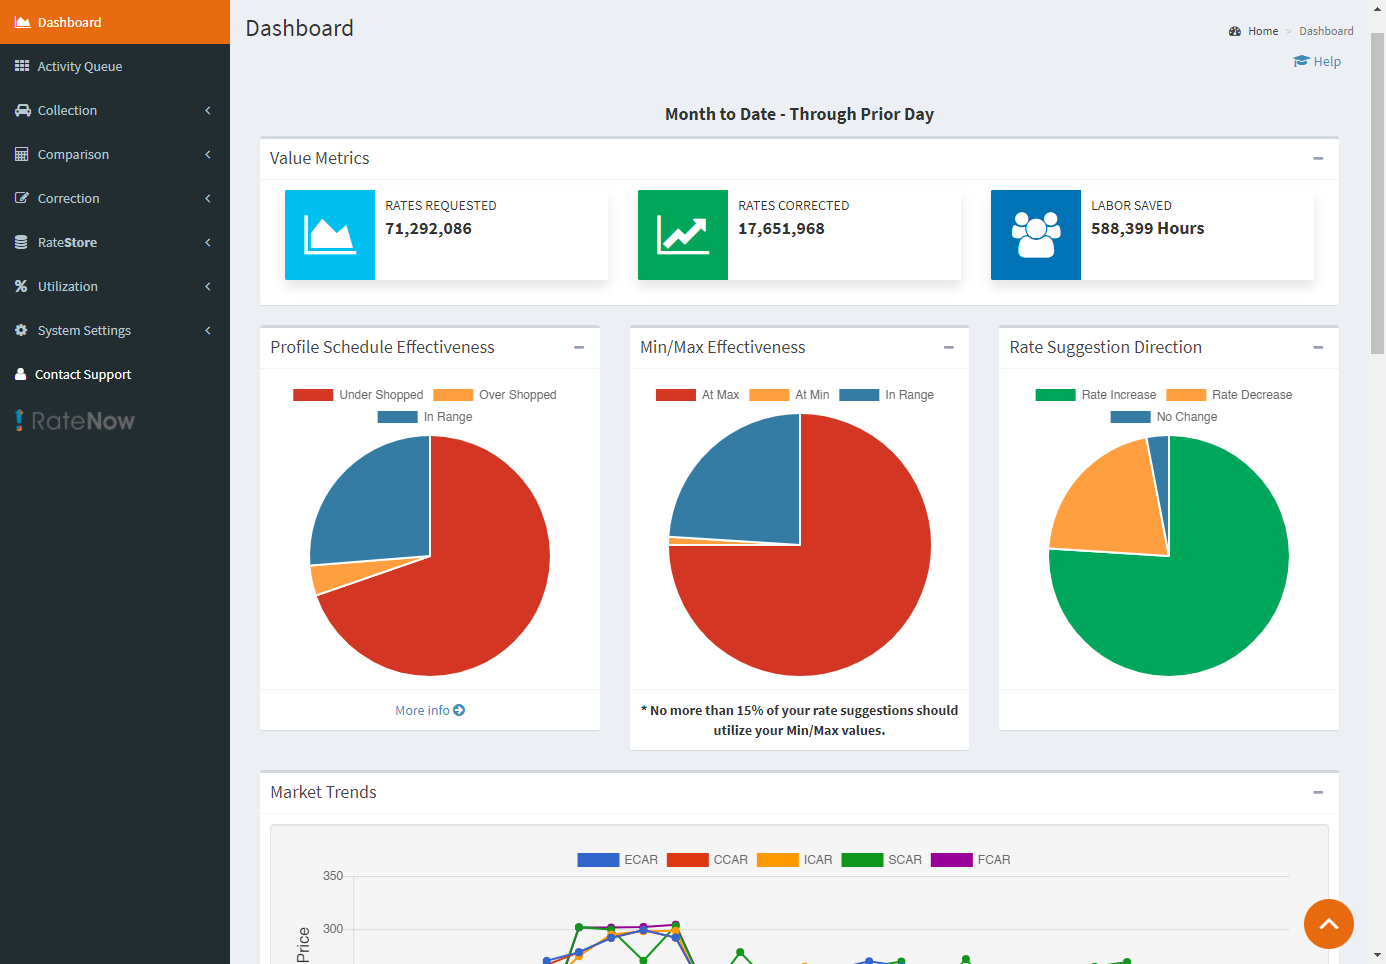 Dashboard
Activity Queue
Collection
Comparison
Correction
RateStore
Utilization
System Settings
Contact Support
RateNow
Dashboard
Home > Dashboard
Help
Month to Date - Through Prior Day
Value Metrics
RATES REQUESTED
71,292,086
RATES CORRECTED
17,651,968
LABOR SAVED
588,399 Hours
Profile Schedule Effectiveness
Under Shopped Over Shopped
In Range
More info
Min/Max Effectiveness
At Max At Min In Range
* No more than 15% of your rate suggestions should
utilize your Min/Max values.
Rate Suggestion Direction
Rate Increase Rate Decrease
No Change
Market Trends
ECAR CCAR ICAR SCAR FCAR
350
300
Price